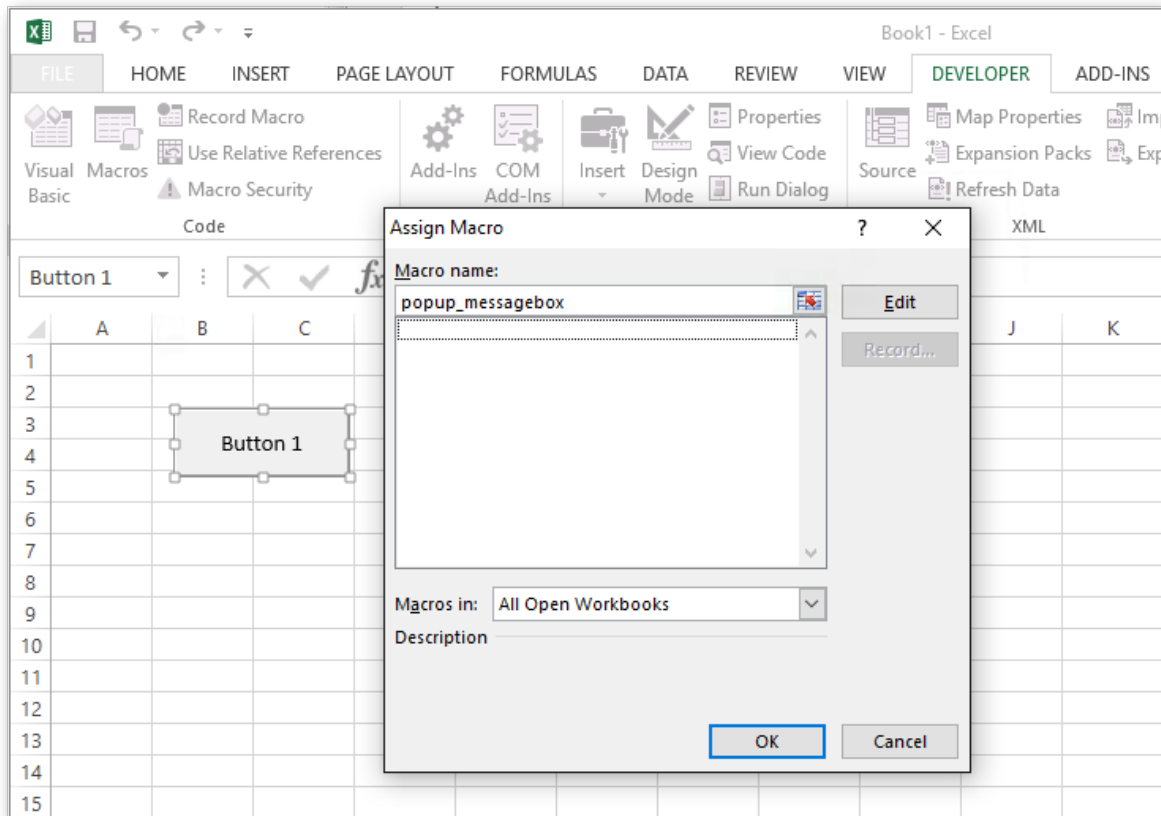 Book1 - Excel
FILE HOME INSERT PAGE LAYOUT FORMULAS DATA REVIEW VIEW DEVELOPER ADD-INS
Visual Basic
Macros
Record Macro
Use Relative References
Macro Security
Code
Add-Ins
COM Add-Ins
Insert
Design Mode
Properties
View Code
Run Dialog
Source
Map Properties
Expansion Packs
Refresh Data
Im
Exp
XML
Button 1
fx
A B C J K
1
2
3
4
5
6
7
8
9
10
11
12
13
14
15
Button 1
Assign Macro
?
Macro name:
popup_messagebox
Edit
Record...
Macros in: All Open Workbooks
Description
OK Cancel